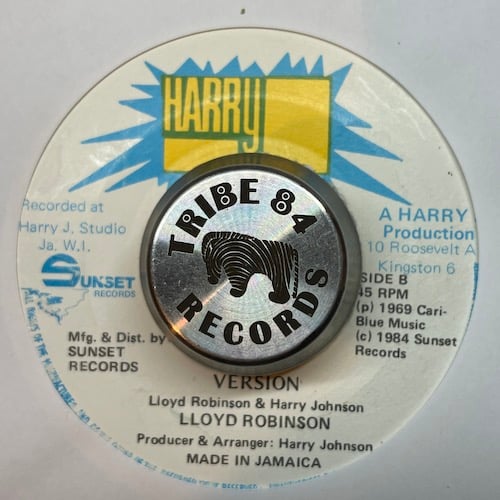 HARRY
TRIBE 84
RECORDS
Recorded at
Harry J. Studio
Ja. W.I.
SUNSET
RECORDS
Mfg. & Dist. by
SUNSET
RECORDS
A HARRY
Production
10 Roosevelt A
Kingston 6
SIDE B
45 RPM
(p) 1969 Cari-
Blue Music
(c) 1984 Sunset
Records
VERSION
Lloyd Robinson & Harry Johnson
LLOYD ROBINSON
Producer & Arranger: Harry Johnson
MADE IN JAMAICA